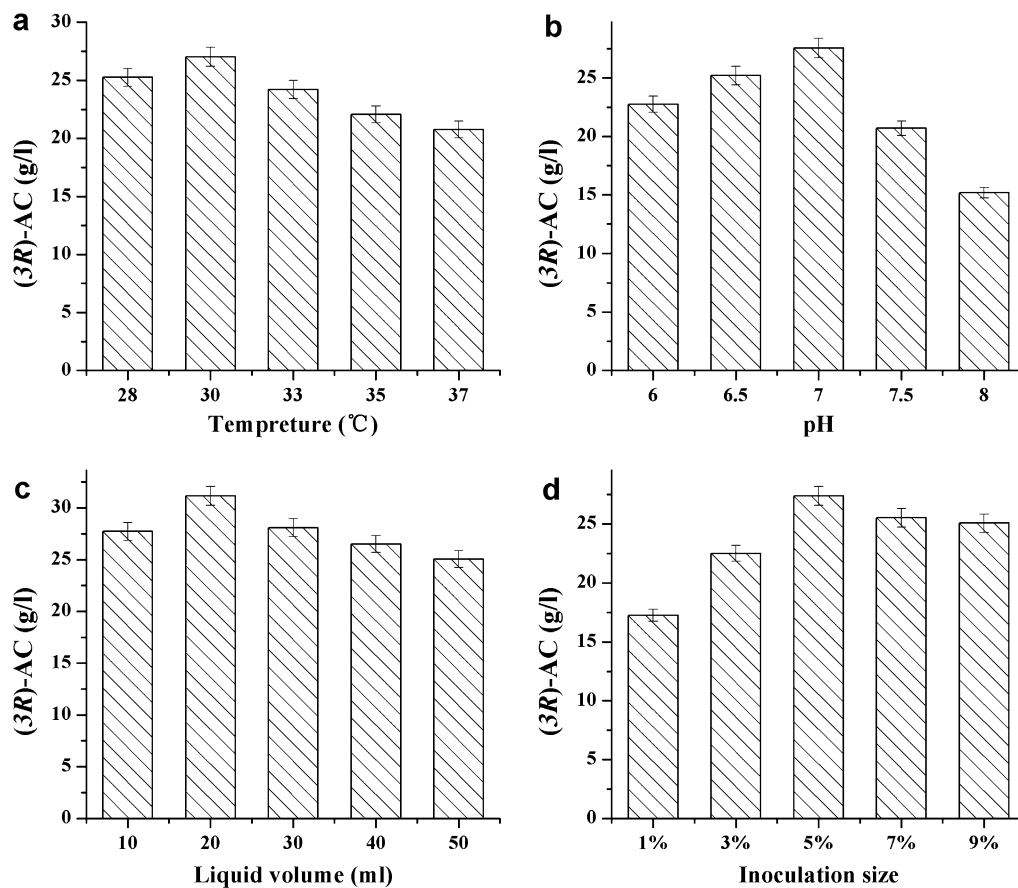 a
30
25
20
15
10
5
0
(3R)-AC (g/l)
28 30 33 35 37
Tempreture (℃)
b
25
20
15
10
5
0
(3R)-AC (g/l)
6 6.5 7 7.5 8
pH
c
30
25
20
15
10
5
0
(3R)-AC (g/l)
10 20 30 40 50
Liquid volume (ml)
d
25
20
15
10
5
0
(3R)-AC (g/l)
1% 3% 5% 7% 9%
Inoculation size